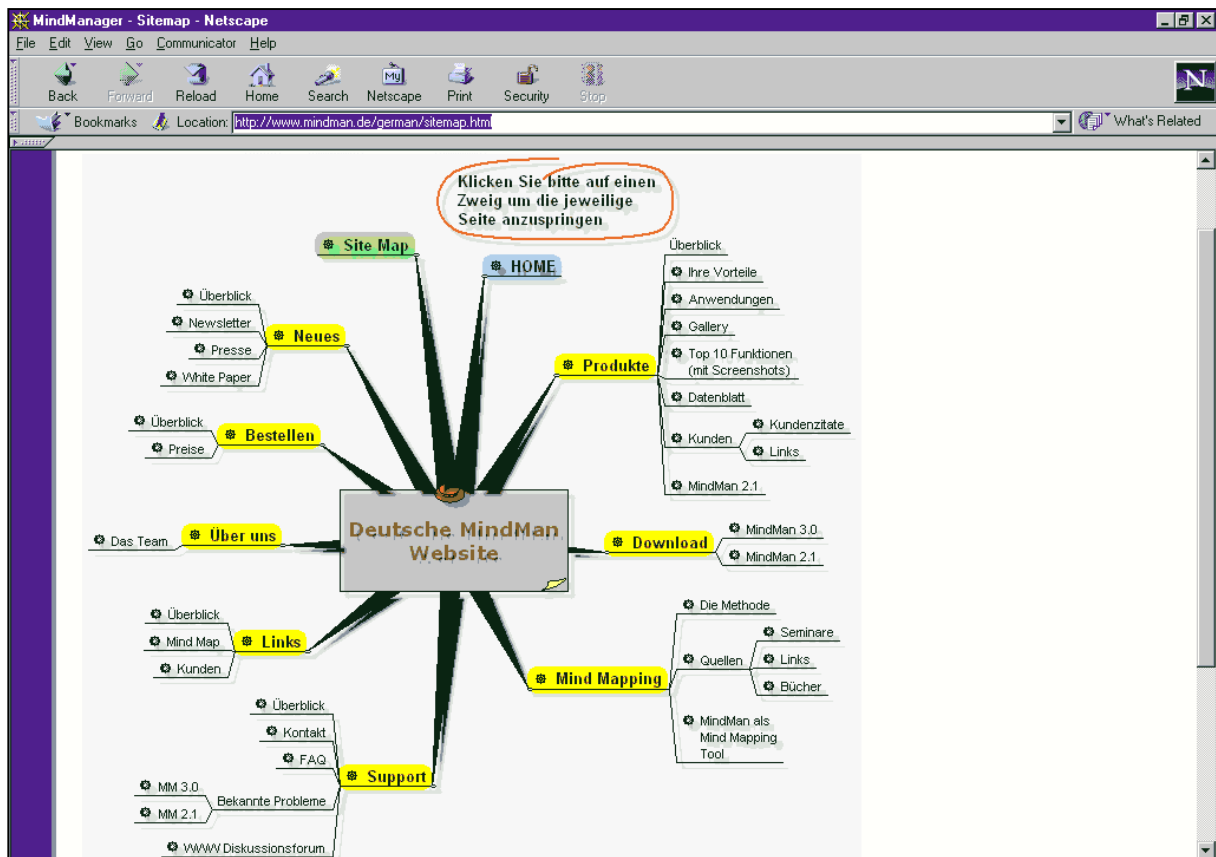 MindManager - Sitemap - Netscape
File Edit View Go Communicator Help
My
N
Back Forward Reload Home Search Netscape Print Security Stop
Bookmarks Location: http://www.mindman.de/german/sitemap.htm What's Related
Klicken Sie bitte auf einen
Zweig um die jeweilige
Seite anzuspringen
Site Map
HOME
Neues
Überblick
Newsletter
Presse
White Paper
Bestellen
Überblick
Preise
Über uns
Das Team
Links
Überblick
Mind Map
Kunden
Support
Überblick
Kontakt
FAQ
Bekannte Probleme
MM 3.0
MM 2.1
WWW Diskussionsforum
Deutsche MindMan
Website
Produkte
Überblick
Ihre Vorteile
Anwendungen
Gallery
Top 10 Funktionen
(mit Screenshots)
Datenblatt
Kunden
Kundenzitate
Links
MindMan 2.1
Download
MindMan 3.0
MindMan 2.1
Mind Mapping
Die Methode
Quellen
Seminare
Links
Bücher
MindMan als
Mind Mapping
Tool